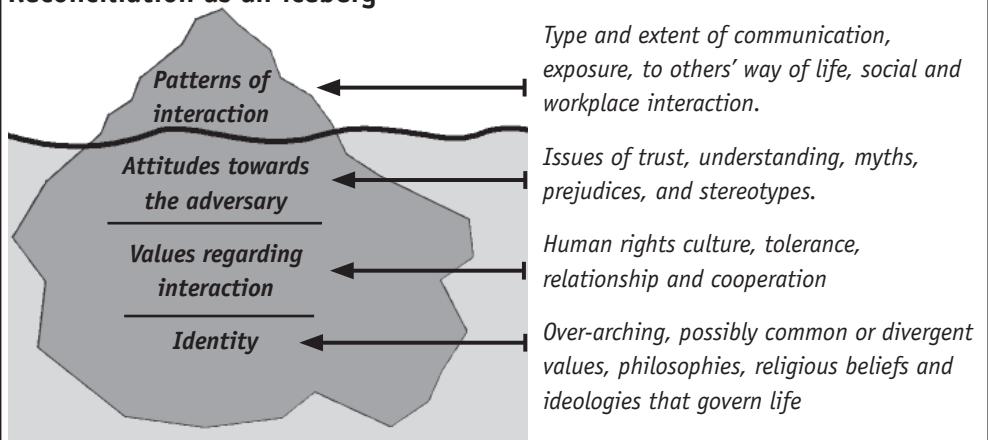 Reconciliation as an iceberg
Patterns of
interaction
Type and extent of communication,
exposure, to others’ way of life, social and
workplace interaction.
Attitudes towards
the adversary
Issues of trust, understanding, myths,
prejudices, and stereotypes.
Values regarding
interaction
Human rights culture, tolerance,
relationship and cooperation
Identity
Over-arching, possibly common or divergent
values, philosophies, religious beliefs and
ideologies that govern life